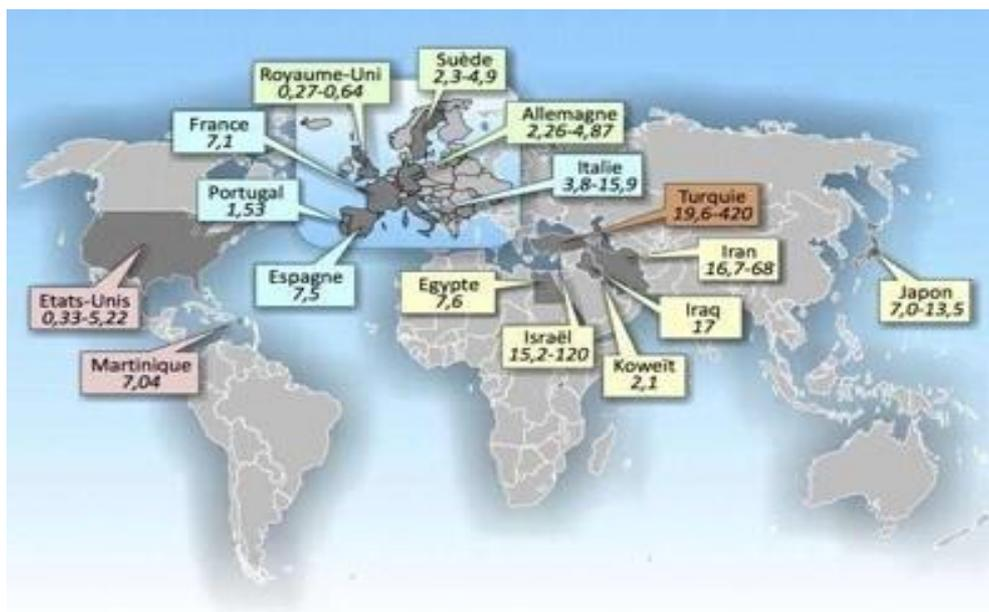 Suède
2,3-4,9
Royaume-Uni
0,27-0,64
Allemagne
2,26-4,87
France
7,1
Italie
3,8-15,9
Portugal
1,53
Turquie
19,6-420
Espagne
7,5
Iran
16,7-68
Egypte
7,6
Etats-Unis
0,33-5,22
Iraq
17
Japon
7,0-13,5
Israël
15,2-120
Martinique
7,04
Koweït
2,1